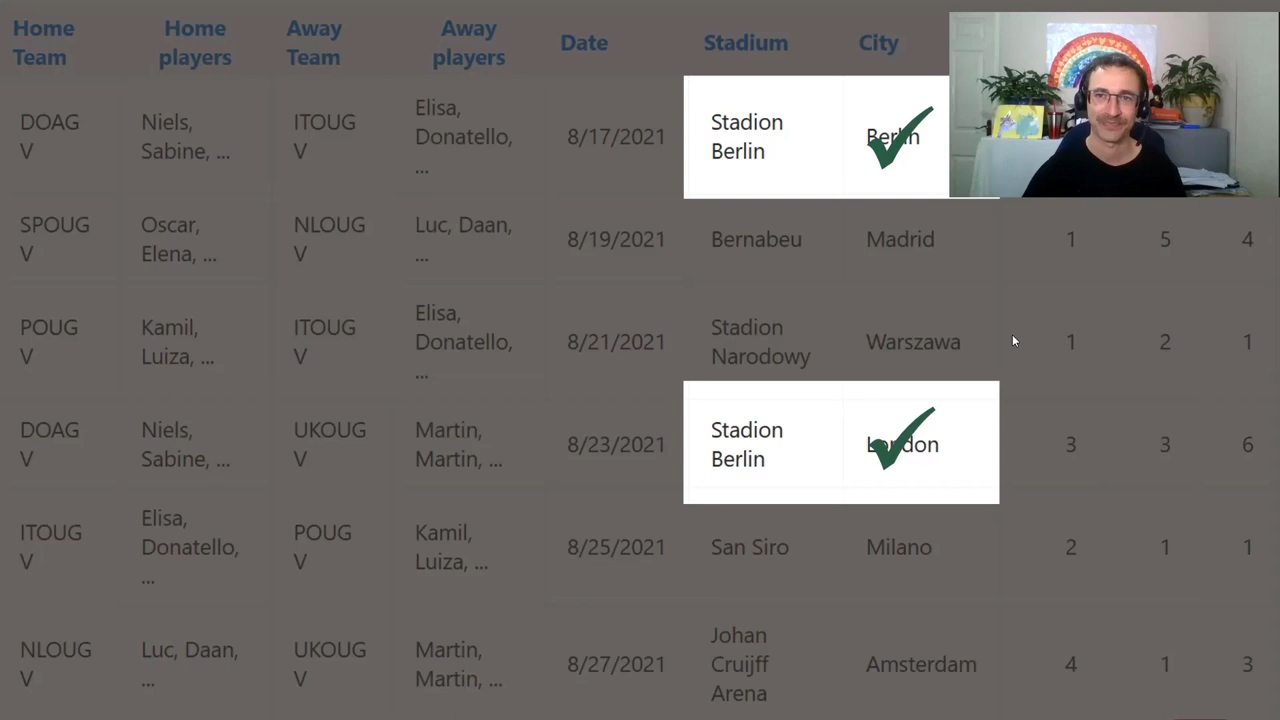 Home Team
Home players
Away Team
Away players
Date
Stadium
City
DOAG V
Niels, Sabine, ...
ITOUG V
Elisa, Donatello, ...
8/17/2021
Stadion Berlin
Berlin
SPOUG V
Oscar, Elena, ...
NLOUG V
Luc, Daan, ...
8/19/2021
Bernabeu
Madrid
1
5
4
POUG V
Kamil, Luiza, ...
ITOUG V
Elisa, Donatello, ...
8/21/2021
Stadion Narodowy
Warszawa
1
2
1
DOAG V
Niels, Sabine, ...
UKOUG V
Martin, Martin, ...
8/23/2021
Stadion Berlin
London
3
3
6
ITOUG V
Elisa, Donatello, ...
POUG V
Kamil, Luiza, ...
8/25/2021
San Siro
Milano
2
1
1
NLOUG V
Luc, Daan, ...
UKOUG V
Martin, Martin, ...
8/27/2021
Johan Cruijff Arena
Amsterdam
4
1
3